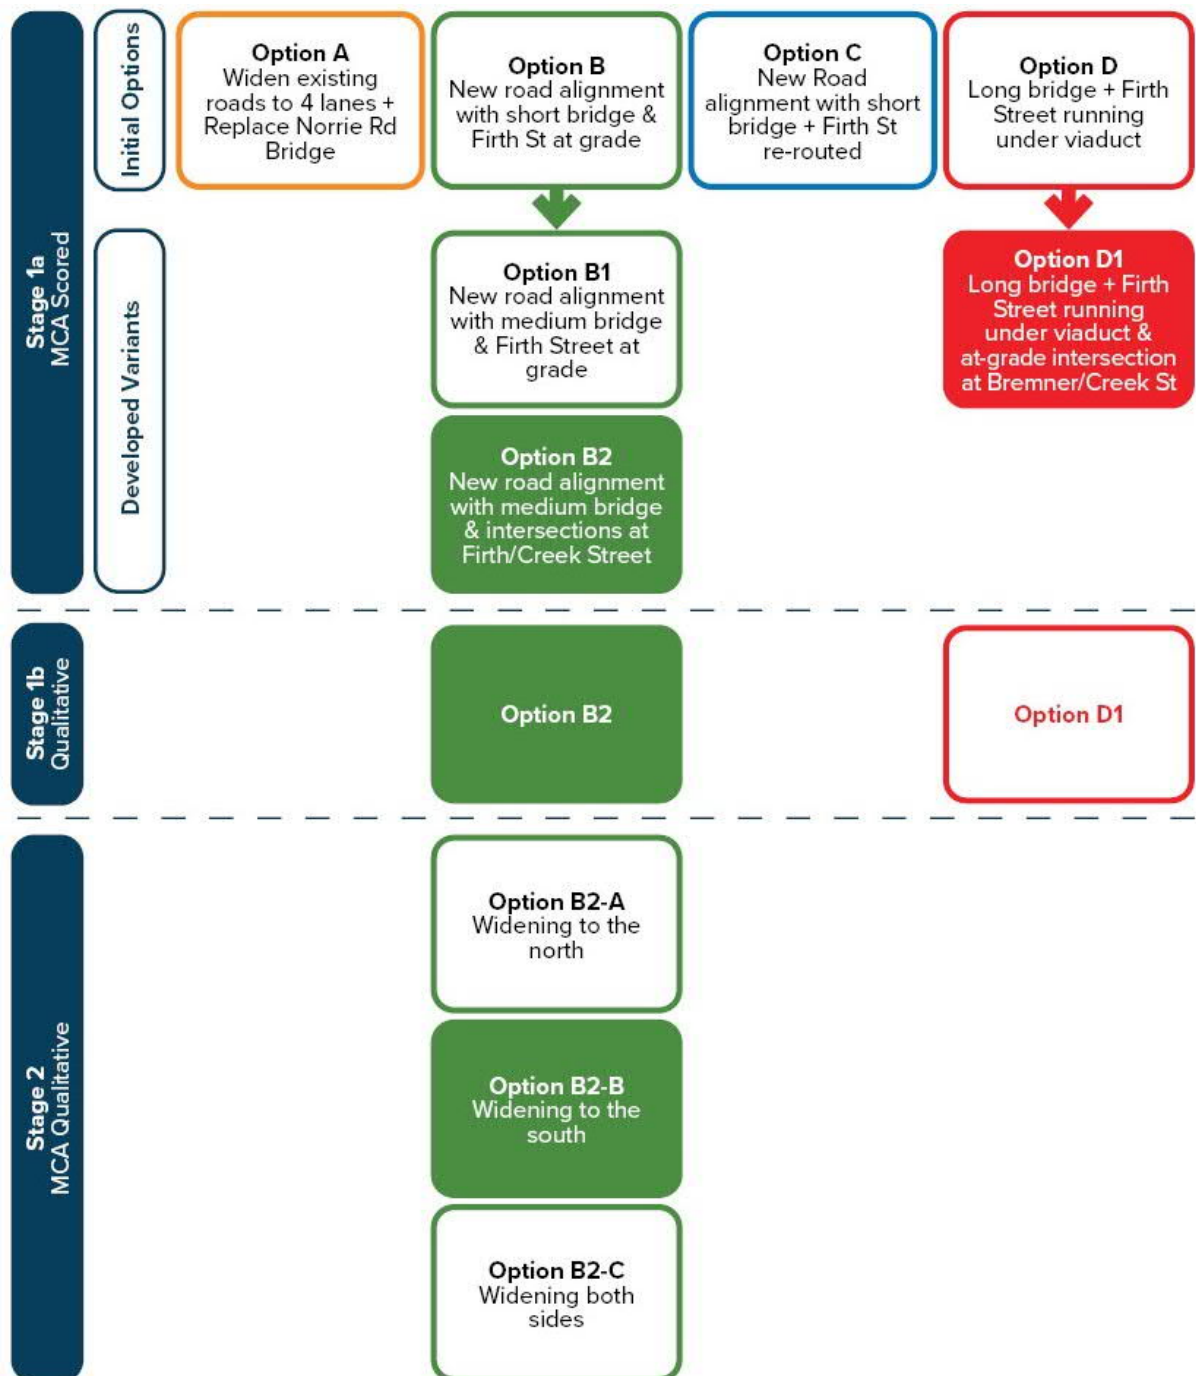 Stage 1a
MCA Scored
Initial Options
Option A
Widen existing
roads to 4 lanes +
Replace Norrie Rd
Bridge
Option B
New road alignment
with short bridge &
Firth St at grade
Option C
New Road
alignment with short
bridge + Firth St
re-routed
Option D
Long bridge + Firth
Street running
under viaduct
Developed Variants
Option B1
New road alignment
with medium bridge
& Firth Street at
grade
Option B2
New road alignment
with medium bridge
& intersections at
Firth/Creek Street
Option D1
Long bridge + Firth
Street running
under viaduct &
at-grade intersection
at Bremner/Creek St
Stage 1b
Qualitative
Option B2
Option D1
Stage 2
MCA Qualitative
Option B2-A
Widening to the
north
Option B2-B
Widening to the
south
Option B2-C
Widening both
sides